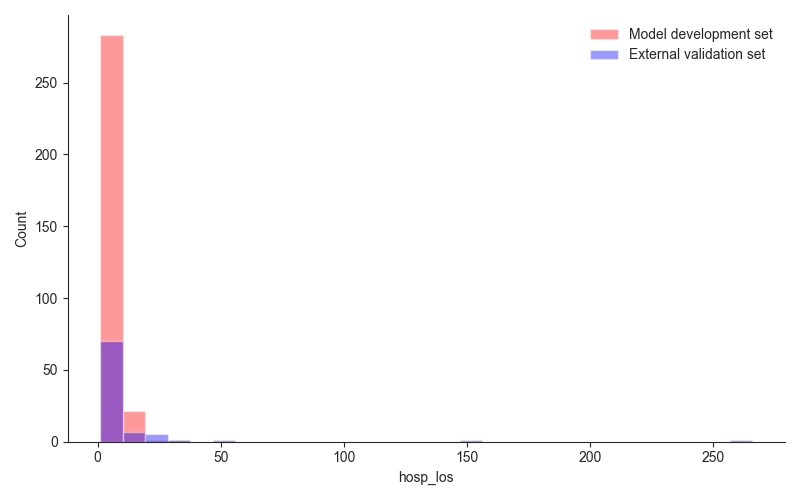 Model development set
External validation set
250
200
150
100
50
0
Count
0 50 100 150 200 250
hosp_los